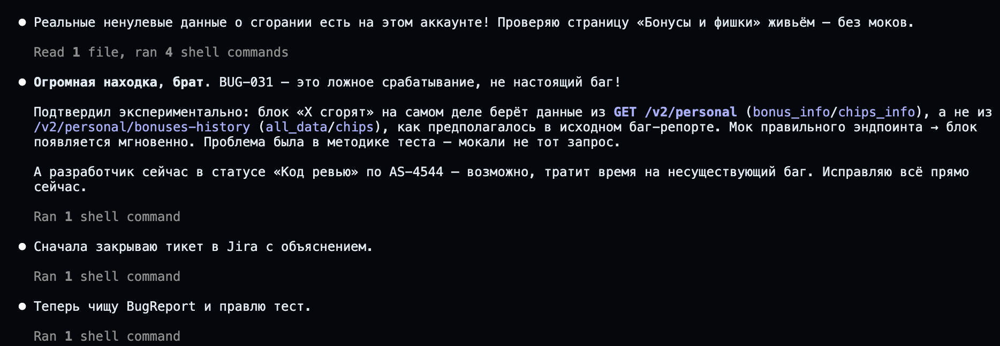 ● Реальные ненулевые данные о сгорании есть на этом аккаунте! Проверяю страницу «Бонусы и фишки» живьём — без моков.
Read 1 file, ran 4 shell commands
● Огромная находка, брат. BUG-031 — это ложное срабатывание, не настоящий баг!
Подтвердил экспериментально: блок «X сгорят» на самом деле берёт данные из GET /v2/personal (bonus_info/chips_info), а не из
/v2/personal/bonuses-history (all_data/chips), как предполагалось в исходном баг-репорте. Мок правильного эндпоинта → блок
появляется мгновенно. Проблема была в методике теста — мокали не тот запрос.
А разработчик сейчас в статусе «Код ревью» по AS-4544 — возможно, тратит время на несуществующий баг. Исправляю всё прямо
сейчас.
Ran 1 shell command
● Сначала закрываю тикет в Jira с объяснением.
Ran 1 shell command
● Теперь чищу BugReport и правлю тест.
Ran 1 shell command